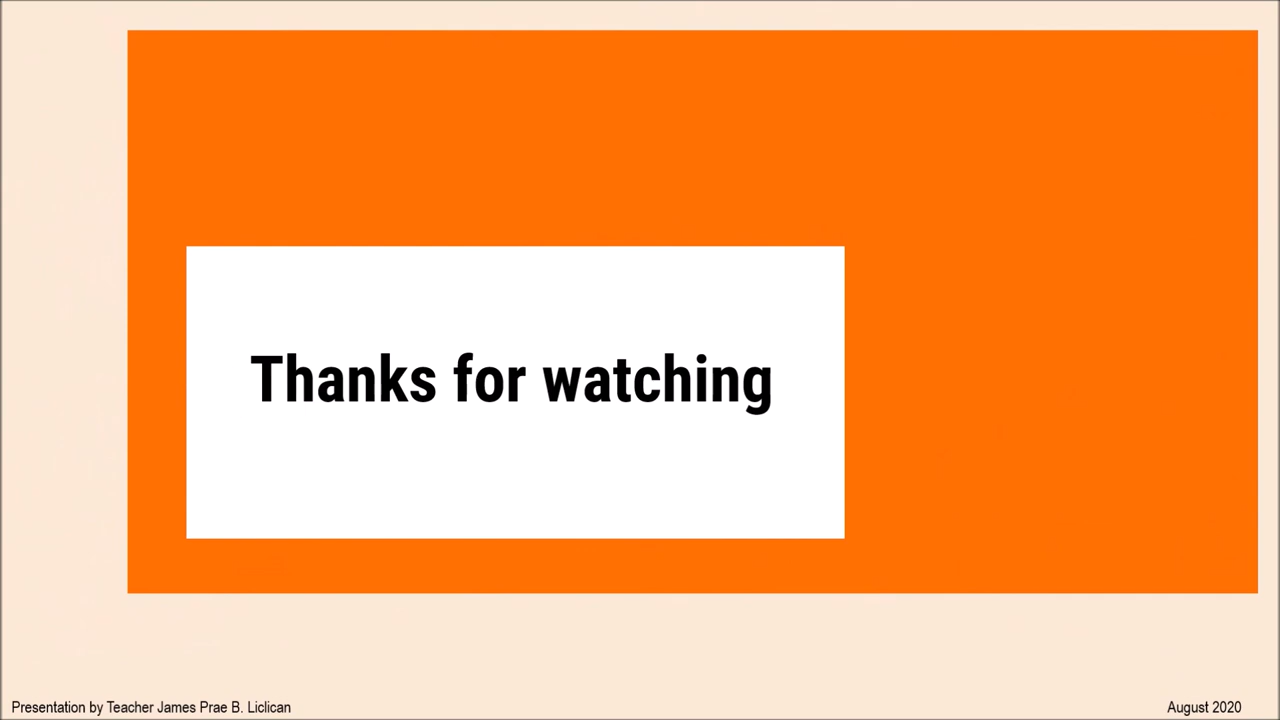 Thanks for watching
Presentation by Teacher James Prae B. Liclican
August 2020